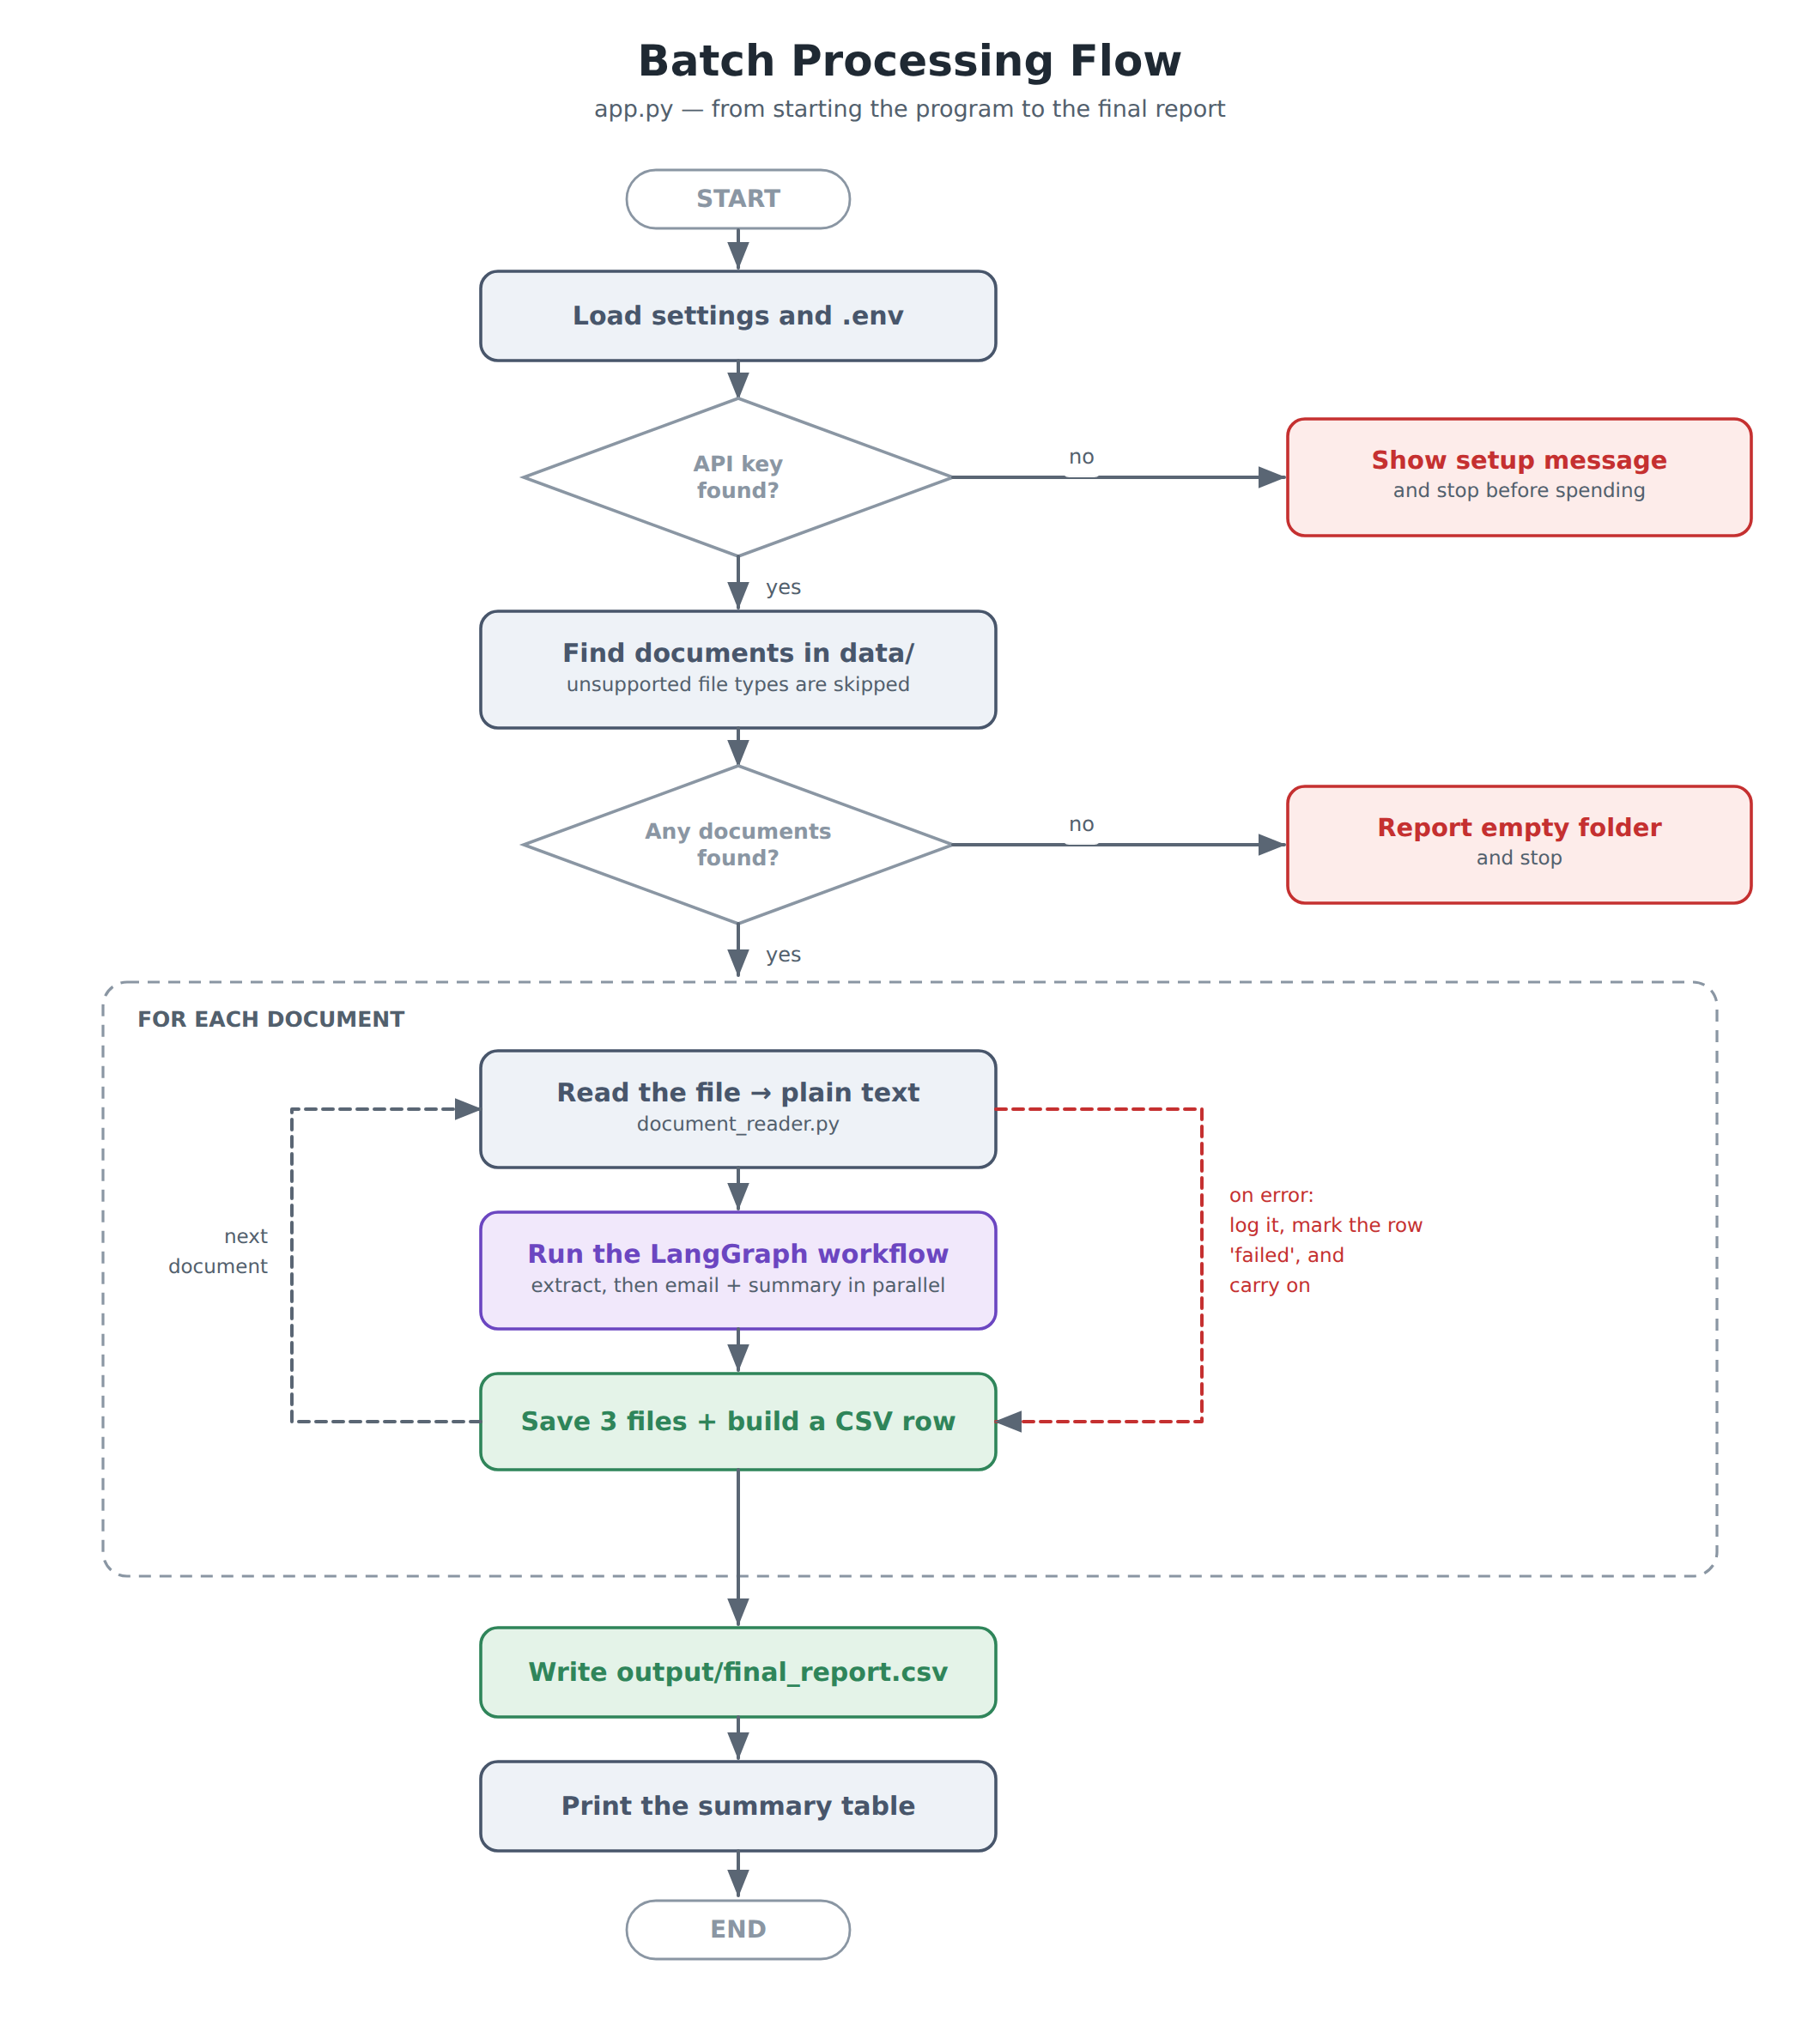 Batch Processing Flow
app.py — from starting the program to the final report
START
Load settings and .env
API key
found?
no
Show setup message
and stop before spending
yes
Find documents in data/
unsupported file types are skipped
Any documents
found?
no
Report empty folder
and stop
yes
FOR EACH DOCUMENT
Read the file → plain text
document_reader.py
on error:
log it, mark the row
'failed', and
carry on
next
document
Run the LangGraph workflow
extract, then email + summary in parallel
Save 3 files + build a CSV row
Write output/final_report.csv
Print the summary table
END